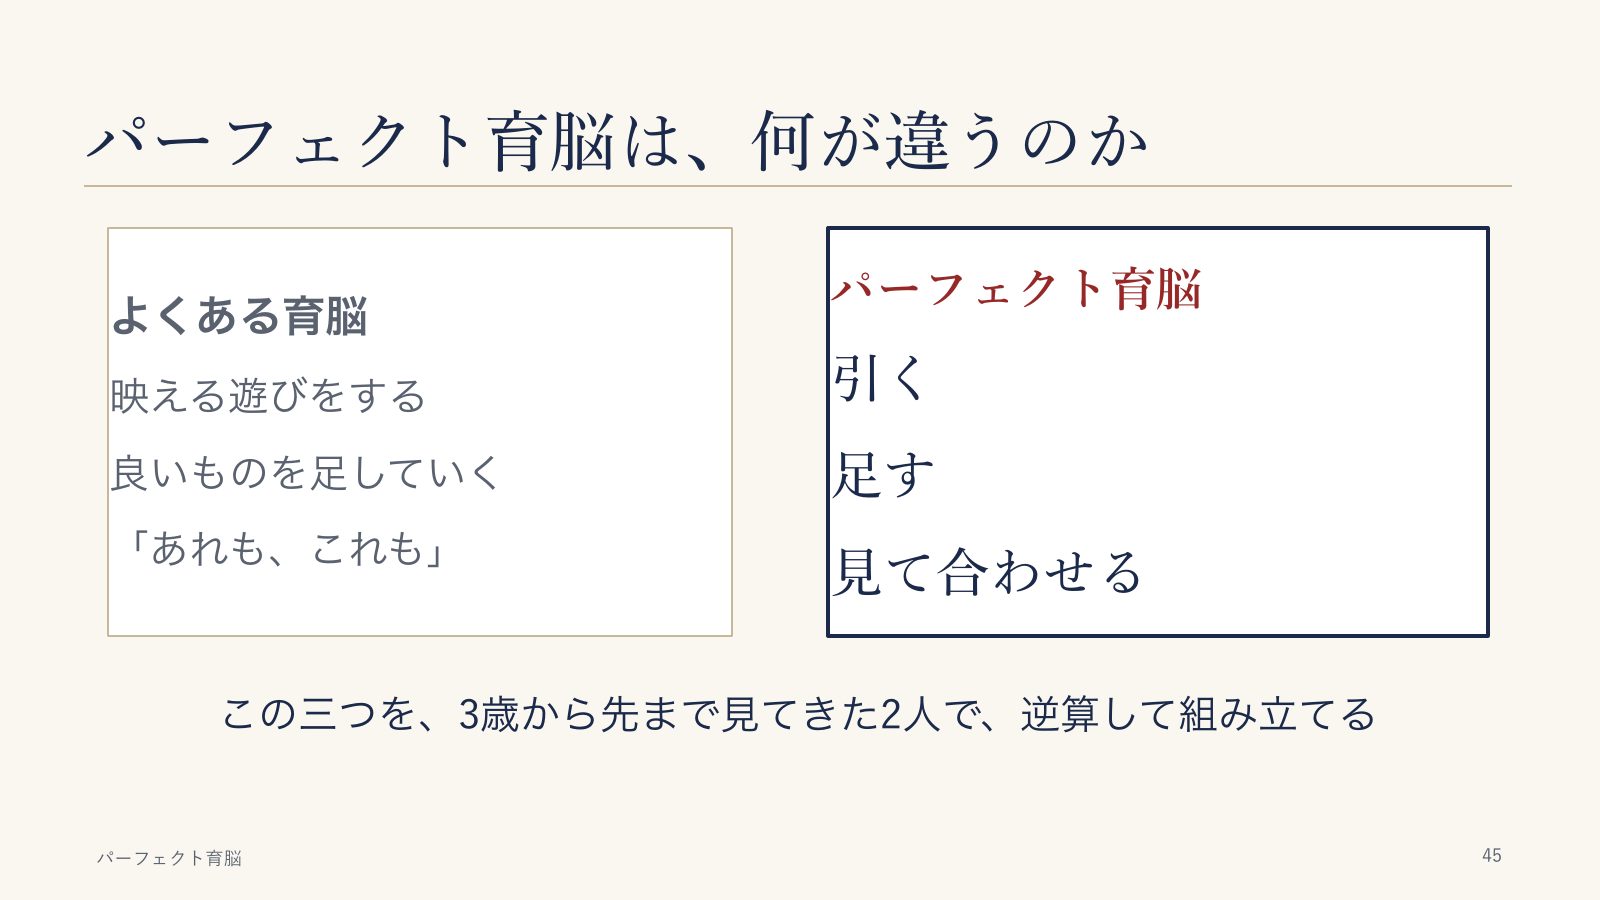 パーフェクト育脳は、何が違うのか
よくある育脳
映える遊びをする
良いものを足していく
「あれも、これも」
パーフェクト育脳
引く
足す
見て合わせる
この三つを、3歳から先まで見てきた2人で、逆算して組み立てる
パーフェクト育脳
45